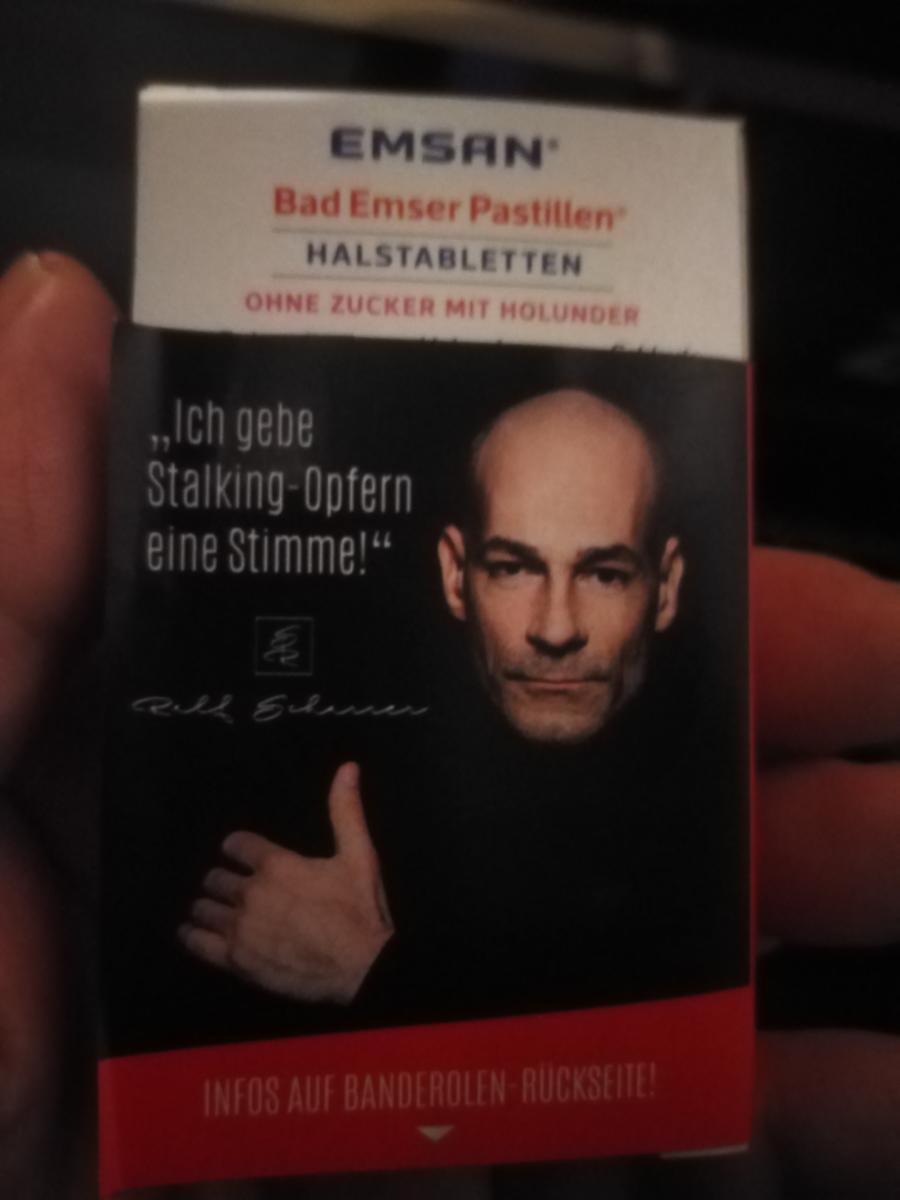 EMSAN®
Bad Emser Pastillen®
HALSTABLETTEN
OHNE ZUCKER MIT HOLUNDER
„Ich gebe
Stalking-Opfern
eine Stimme!“
INFOS AUF BANDEROLEN-RÜCKSEITE!